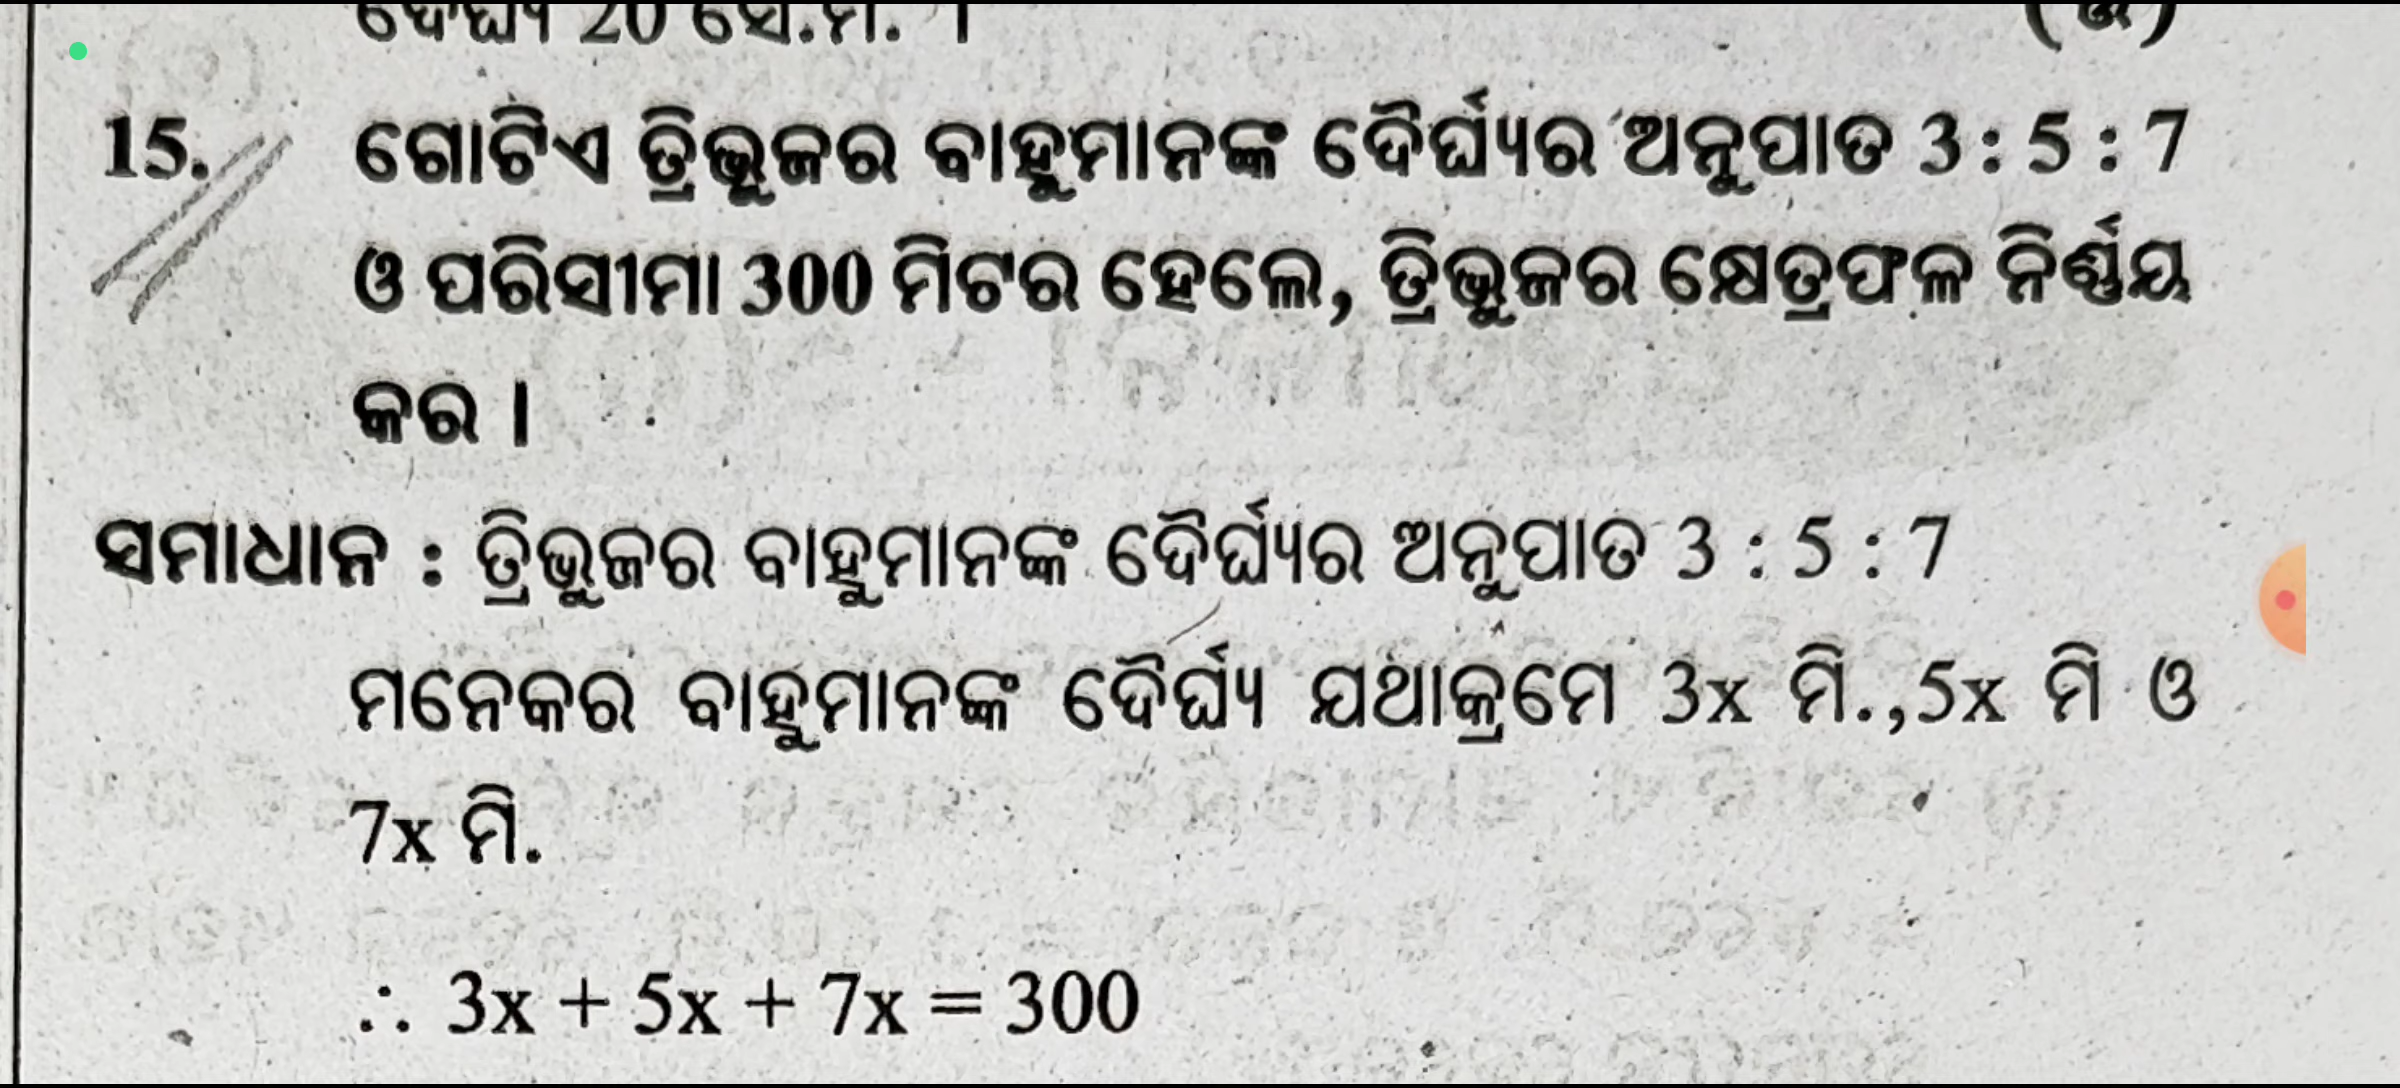 ଦୈର୍ଘ୍ୟ 20 ସେ.ମି. ।
15. ଗୋଟିଏ ତ୍ରିଭୁଜର ବାହୁମାନଙ୍କ ଦୈର୍ଘ୍ୟର ଅନୁପାତ 3 : 5 : 7
ଓ ପରିସୀମା 300 ମିଟର ହେଲେ, ତ୍ରିଭୁଜର କ୍ଷେତ୍ରଫଳ ନିର୍ଣ୍ଣୟ
କର ।
ସମାଧାନ : ତ୍ରିଭୁଜର ବାହୁମାନଙ୍କ ଦୈର୍ଘ୍ୟର ଅନୁପାତ 3 : 5 : 7
ମନେକର ବାହୁମାନଙ୍କ ଦୈର୍ଘ୍ୟ ଯଥାକ୍ରମେ 3x ମି.,5x ମି ଓ
7x ମି.
∴ 3x + 5x + 7x = 300